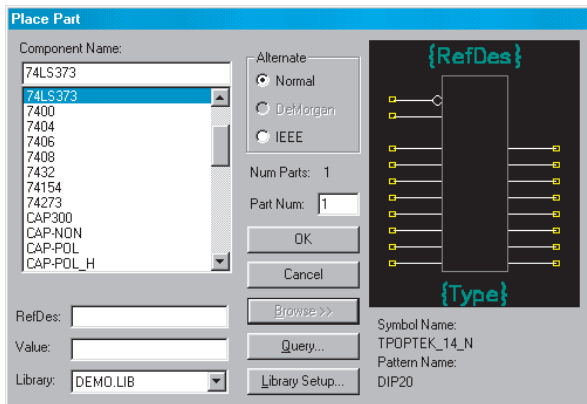 Place Part
Component Name:
74LS373
74LS373
7400
7404
7406
7408
7432
74154
74273
CAP300
CAP-NON
CAP-POL
CAP-POL_H
RefDes:
Value:
Library: DEMO.LIB
Alternate
Normal
DeMorgan
IEEE
Num Parts: 1
Part Num: 1
OK
Cancel
Browse >>
Query...
Library Setup...
{RefDes}
{Type}
Symbol Name:
TPOPTEK_14_N
Pattern Name:
DIP20